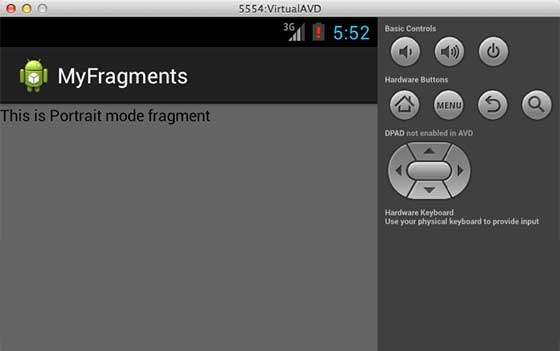 5554:VirtualAVD
3G 5:52
MyFragments
This is Portrait mode fragment
Basic Controls
Hardware Buttons
MENU
DPAD not enabled in AVD
Hardware Keyboard
Use your physical keyboard to provide input